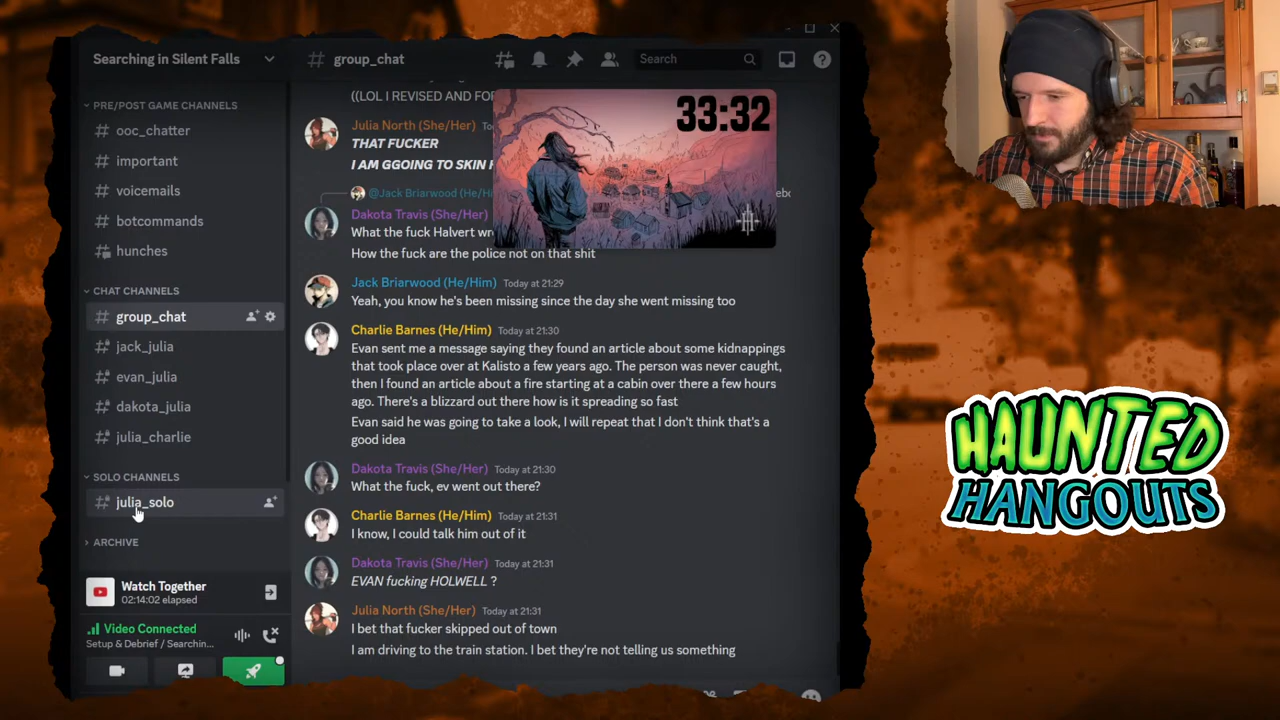 Searching in Silent Falls
PRE/POST GAME CHANNELS
ooc_chatter
important
voicemails
botcommands
hunches
CHAT CHANNELS
group_chat
jack_julia
evan_julia
dakota_julia
julia_charlie
SOLO CHANNELS
julia_solo
ARCHIVE
Watch Together
02:14:02 elapsed
Video Connected
Setup & Debrief / Searchin...
# group_chat
Search
((LOL I REVISED AND FOR
Julia North (She/Her)
THAT FUCKER
I AM GGOING TO SKIN
@Jack Briarwood (He/H
Dakota Travis (She/Her)
What the fuck Halvert
How the fuck are the police not on that shit
Jack Briarwood (He/Him) Today at 21:29
Yeah, you know he's been missing since the day she went missing too
Charlie Barnes (He/Him) Today at 21:30
Evan sent me a message saying they found an article about some kidnappings
that took place over at Kalisto a few years ago. The person was never caught,
then I found an article about a fire starting at a cabin over there a few hours
ago. There's a blizzard out there how is it spreading so fast
Evan said he was going to take a look, I will repeat that I don't think that's a
good idea
Dakota Travis (She/Her) Today at 21:30
What the fuck, ev went out there?
Charlie Barnes (He/Him) Today at 21:31
I know, I could talk him out of it
Dakota Travis (She/Her) Today at 21:31
EVAN fucking HOLWELL ?
Julia North (She/Her) Today at 21:31
I bet that fucker skipped out of town
I am driving to the train station. I bet they're not telling us something
33:32
HAUNTED
HANGOUTS